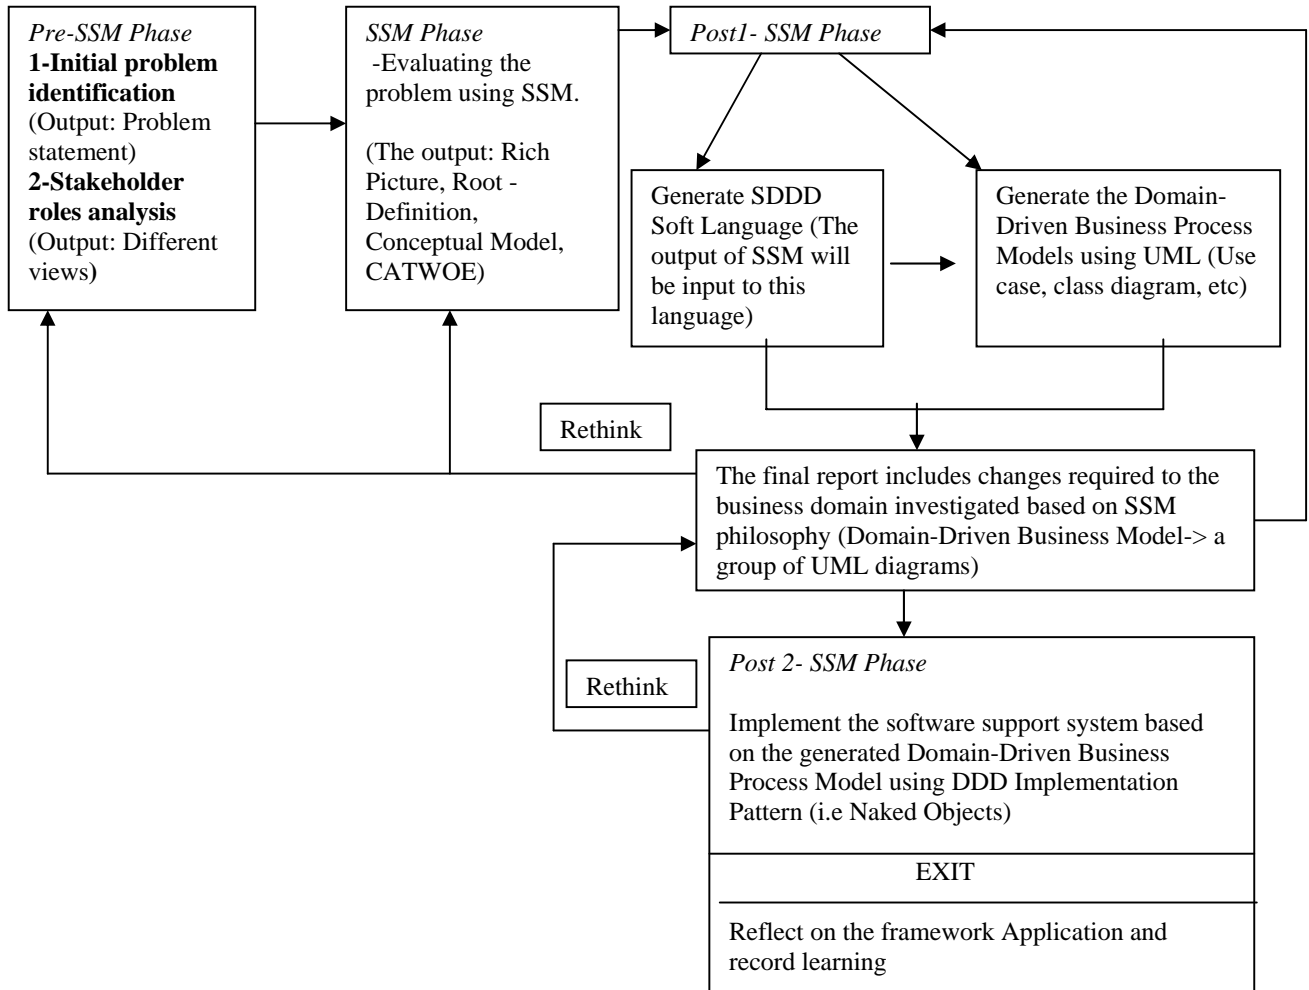 Pre-SSM Phase
1-Initial problem
identification
(Output: Problem
statement)
2-Stakeholder
roles analysis
(Output: Different
views)
SSM Phase
-Evaluating the
problem using SSM.
(The output: Rich
Picture, Root -
Definition,
Conceptual Model,
CATWOE)
Post1- SSM Phase
Generate SDDD
Soft Language (The
output of SSM will
be input to this
language)
Generate the Domain-
Driven Business Process
Models using UML (Use
case, class diagram, etc)
Rethink
The final report includes changes required to the
business domain investigated based on SSM
philosophy (Domain-Driven Business Model-> a
group of UML diagrams)
Rethink
Post 2- SSM Phase
Implement the software support system based
on the generated Domain-Driven Business
Process Model using DDD Implementation
Pattern (i.e Naked Objects)
EXIT
Reflect on the framework Application and
record learning